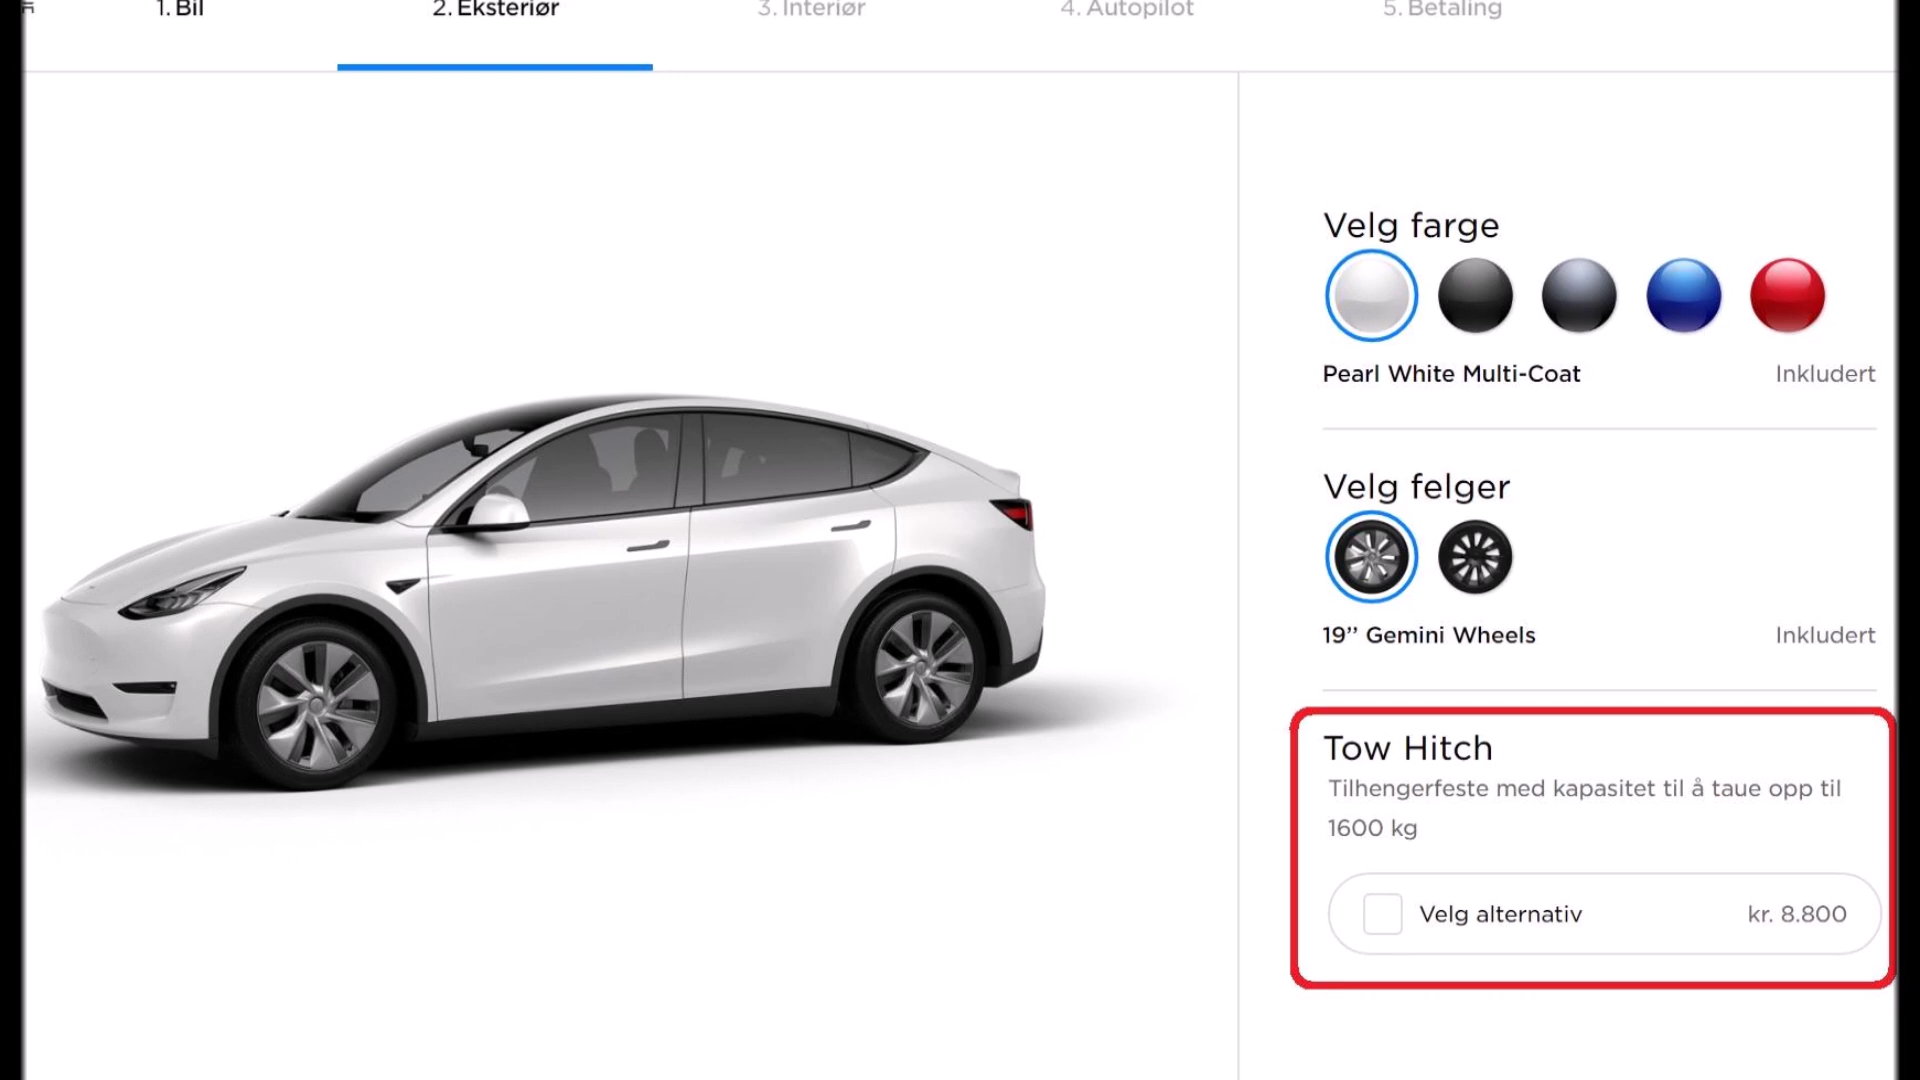 1. Bil
2. Eksteriør
3. Interiør
4. Autopilot
5. Betaling
Velg farge
Pearl White Multi-Coat
Inkludert
Velg felger
19’’ Gemini Wheels
Inkludert
Tow Hitch
Tilhengerfeste med kapasitet til å taue opp til
1600 kg
Velg alternativ
kr. 8.800